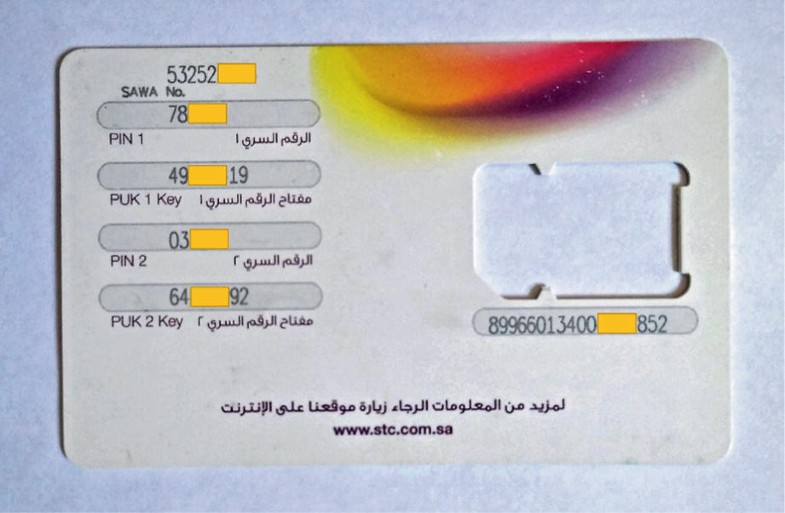 53252
SAWA No.
78
PIN 1 الرقم السري ١
49 19
PUK 1 Key مفتاح الرقم السري ١
03
PIN 2 الرقم السري ٢
64 92
PUK 2 Key مفتاح الرقم السري ٢
89966013400 852
لمزيد من المعلومات الرجاء زيارة موقعنا على الإنترنت
www.stc.com.sa